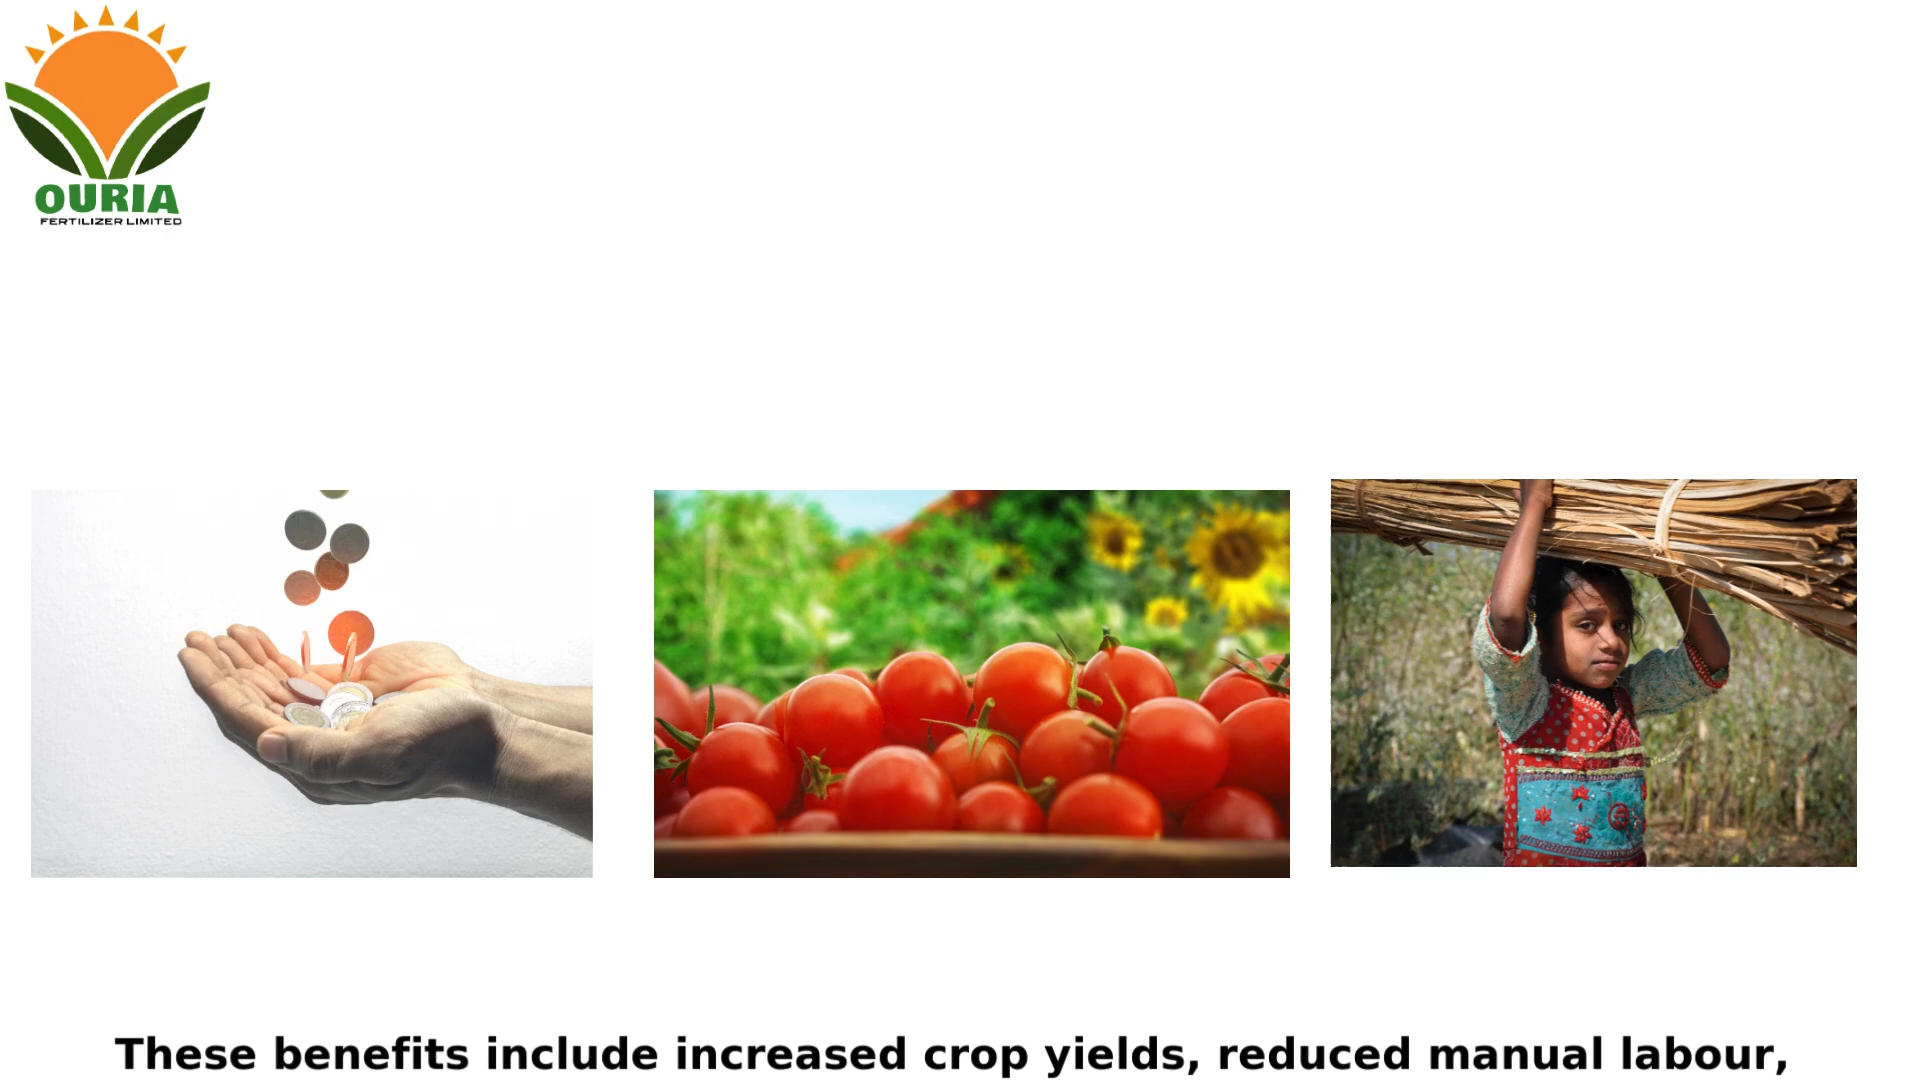 OURIA
FERTILIZER LIMITED
These benefits include increased crop yields, reduced manual labour,